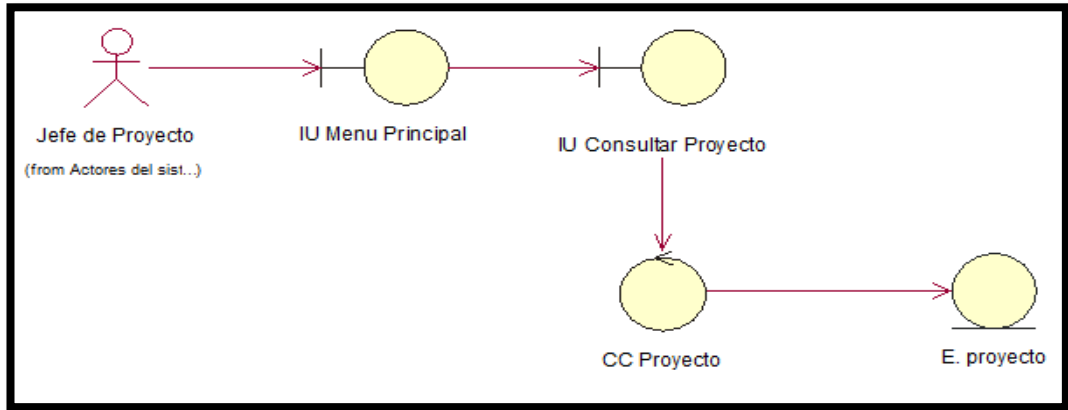 Jefe de Proyecto
(from Actores del sist...)
IU Menu Principal
IU Consultar Proyecto
CC Proyecto
E. proyecto